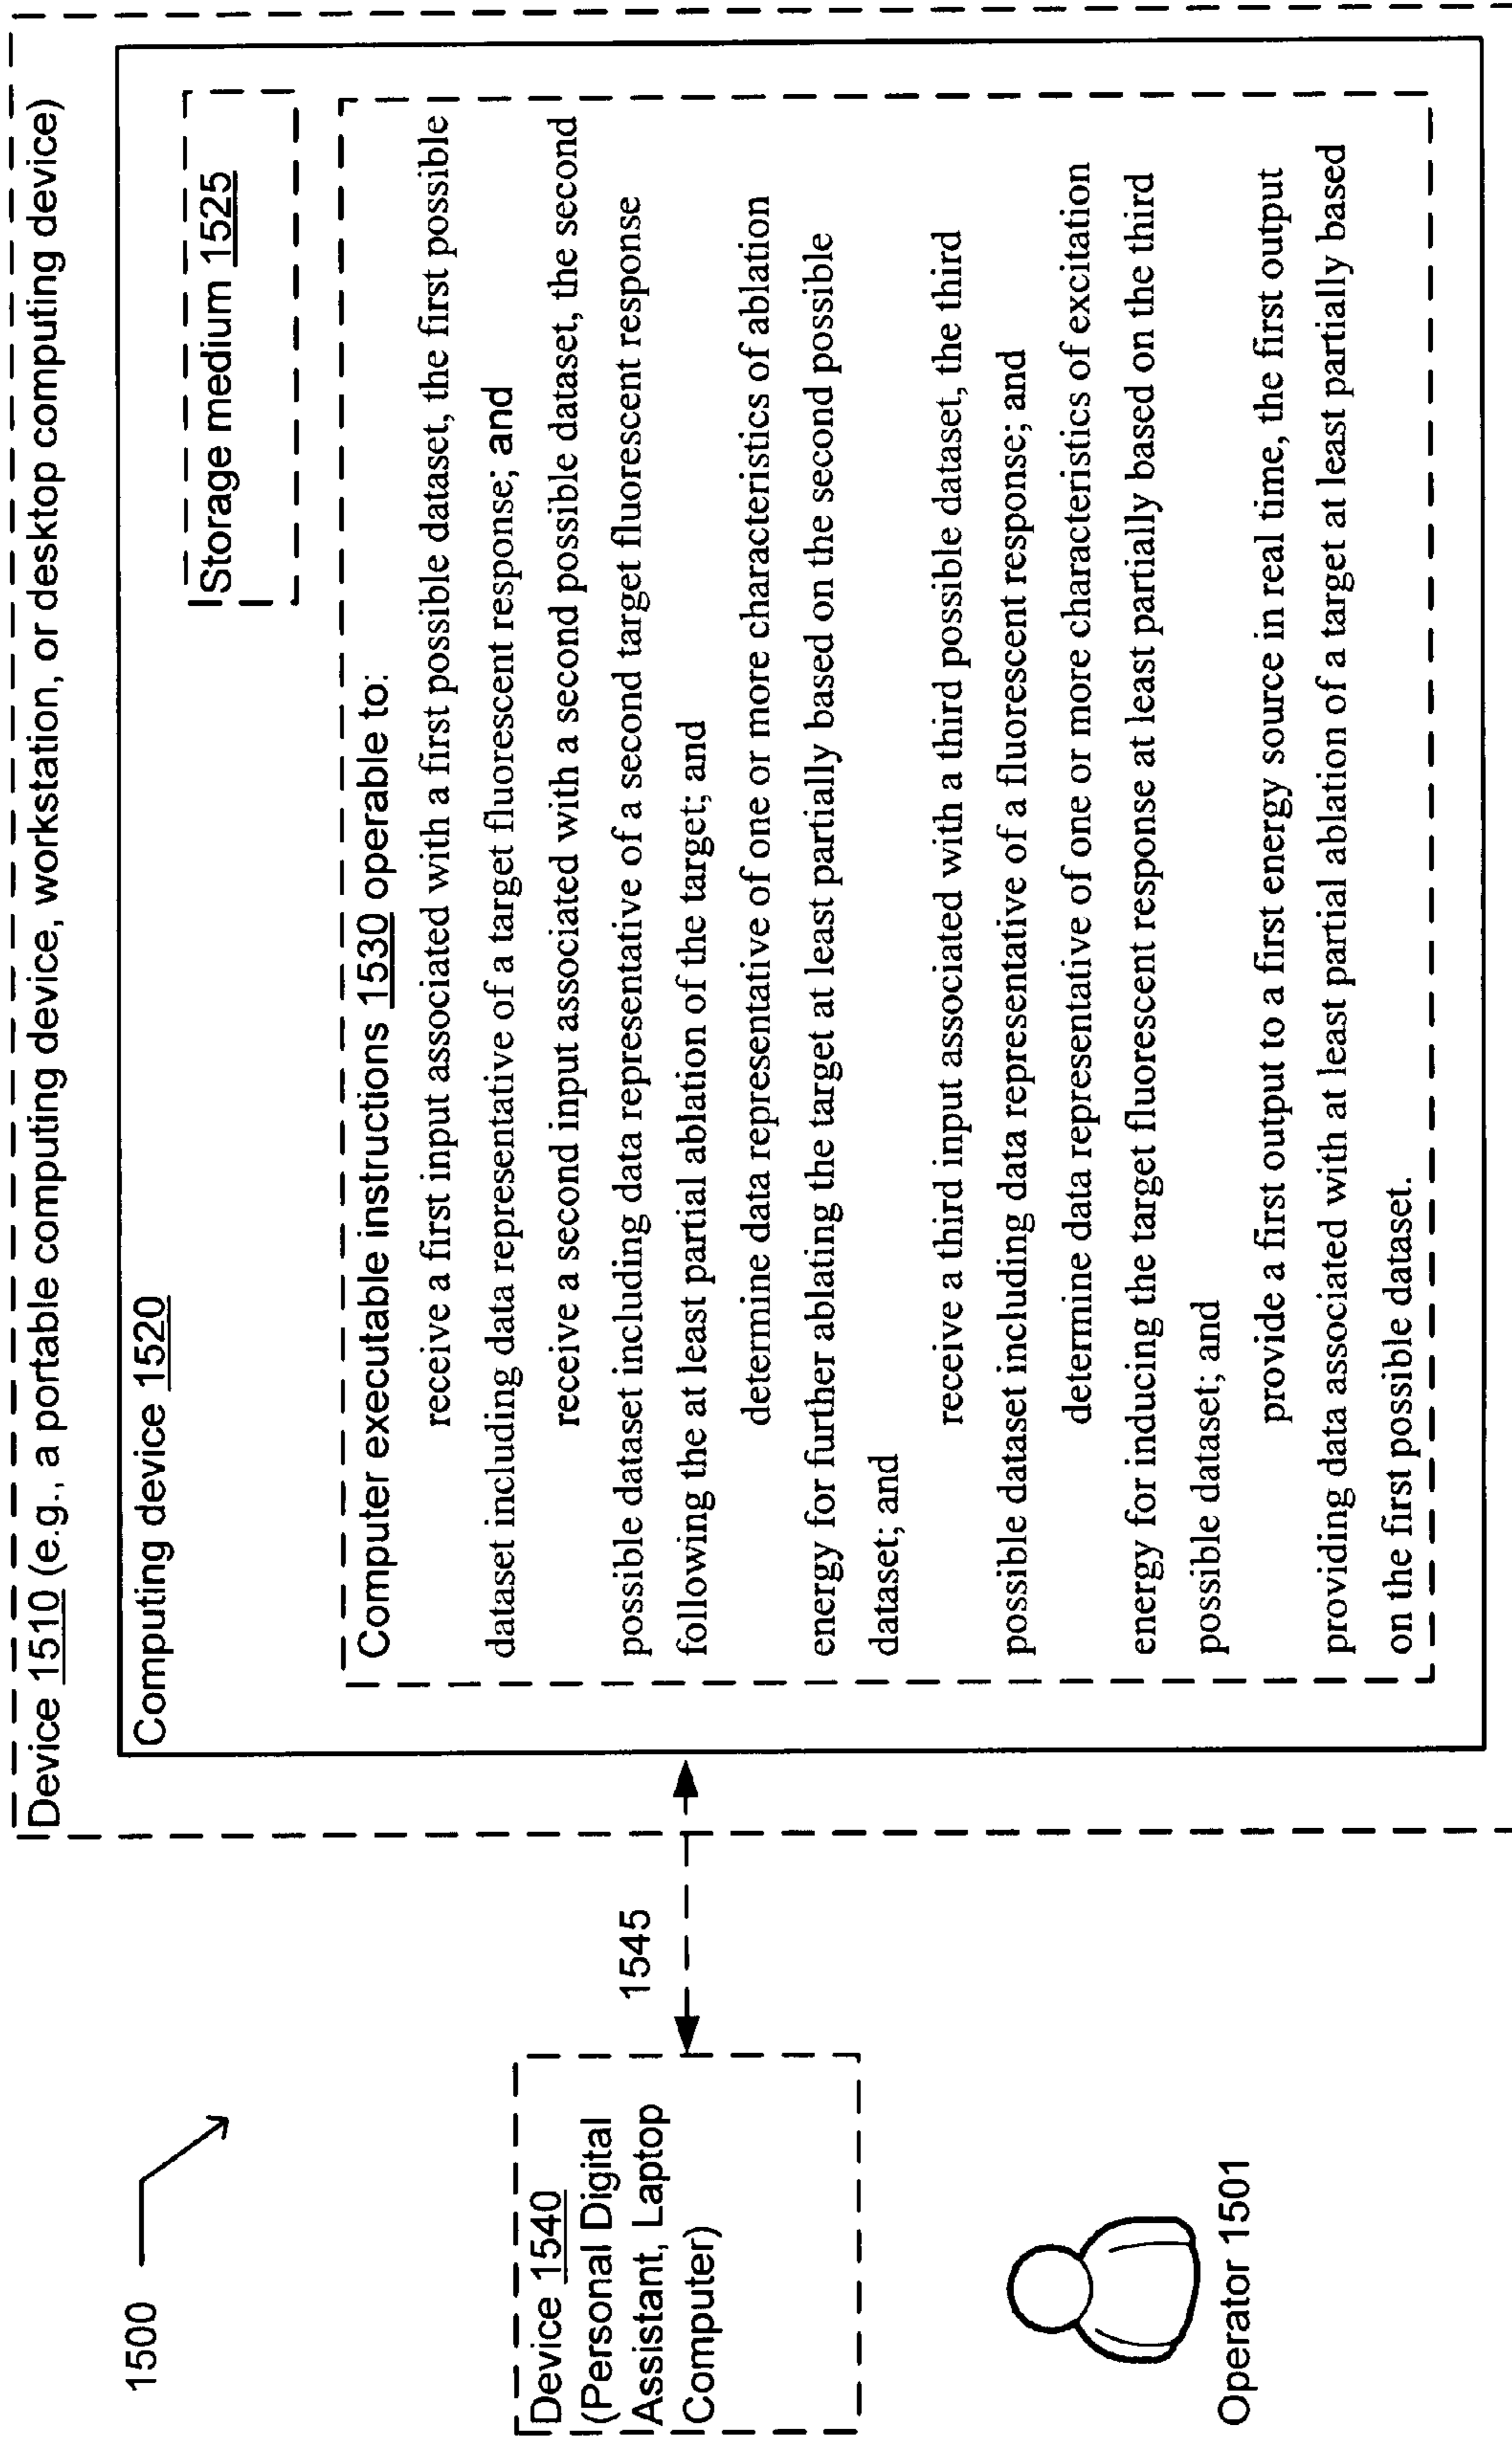 1500
Device 1510 (e.g., a portable computing device, workstation, or desktop computing device)
Computing device 1520
Storage medium 1525
Computer executable instructions 1530 operable to:
receive a first input associated with a first possible dataset, the first possible
dataset including data representative of a target fluorescent response; and
receive a second input associated with a second possible dataset, the second
possible dataset including data representative of a second target fluorescent response
following the at least partial ablation of the target; and
determine data representative of one or more characteristics of ablation
energy for further ablating the target at least partially based on the second possible
dataset; and
receive a third input associated with a third possible dataset, the third
possible dataset including data representative of a fluorescent response; and
determine data representative of one or more characteristics of excitation
energy for inducing the target fluorescent response at least partially based on the third
possible dataset; and
provide a first output to a first energy source in real time, the first output
providing data associated with at least partial ablation of a target at least partially based
on the first possible dataset.
1545
Device 1540
(Personal Digital
Assistant, Laptop
Computer)
Operator 1501